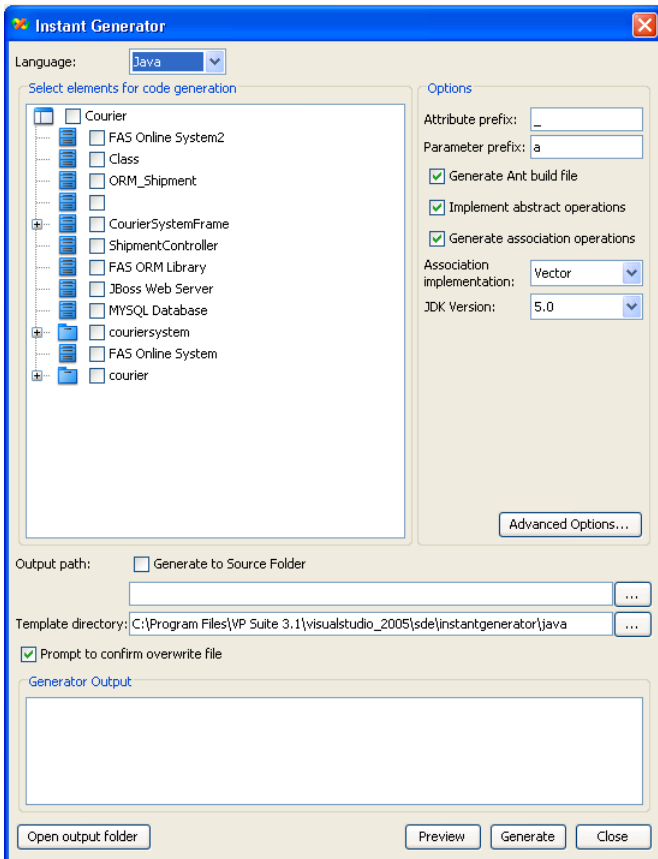 Instant Generator
Language: Java
Select elements for code generation
Courier
FAS Online System2
Class
ORM_Shipment
CourierSystemFrame
ShipmentController
FAS ORM Library
JBoss Web Server
MYSQL Database
couriersystem
FAS Online System
courier
Options
Attribute prefix: _
Parameter prefix: a
Generate Ant build file
Implement abstract operations
Generate association operations
Association
implementation: Vector
JDK Version: 5.0
Advanced Options...
Output path: Generate to Source Folder
...
Template directory: C:\Program Files\VP Suite 3.1\visualstudio_2005\sde\instantgenerator\java ...
Prompt to confirm overwrite file
Generator Output
Open output folder Preview Generate Close